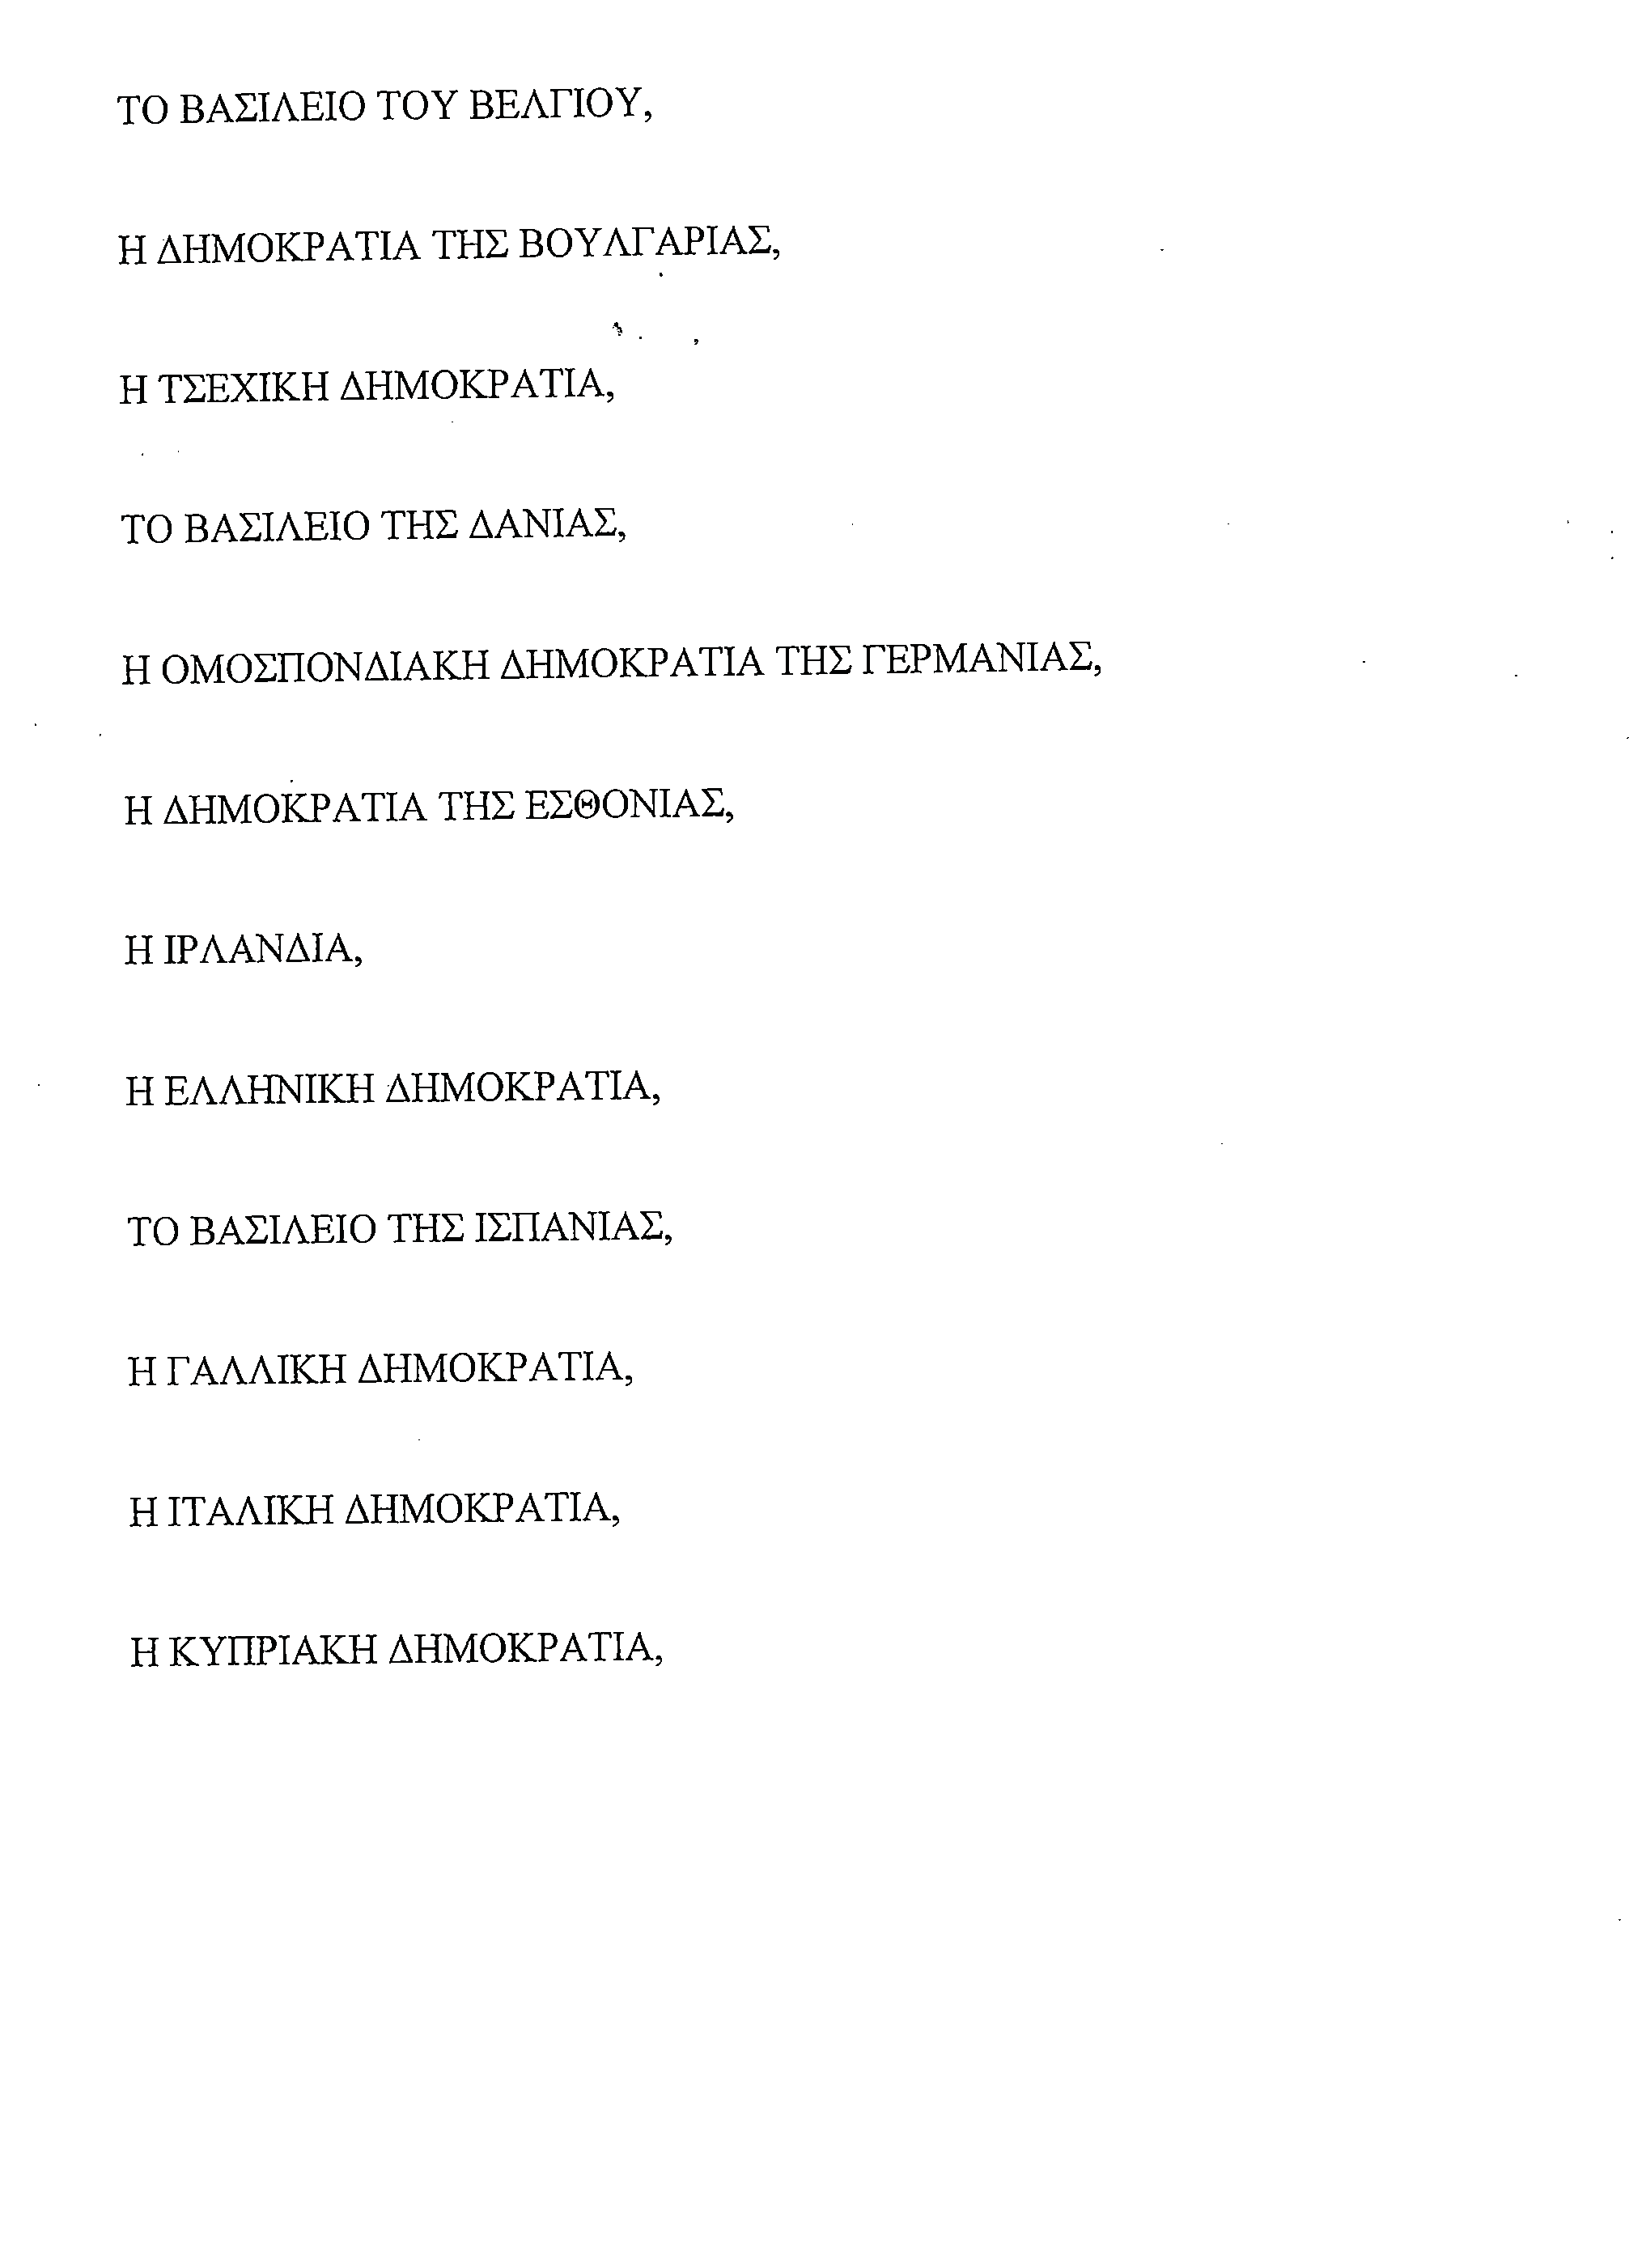 ΤΟ ΒΑΣΙΛΕΙΟ ΤΟΥ ΒΕΛΓΙΟΥ,
Η ΔΗΜΟΚΡΑΤΙΑ ΤΗΣ ΒΟΥΛΓΑΡΙΑΣ,
Η ΤΣΕΧΙΚΗ ΔΗΜΟΚΡΑΤΙΑ,
ΤΟ ΒΑΣΙΛΕΙΟ ΤΗΣ ΔΑΝΙΑΣ,
Η ΟΜΟΣΠΟΝΔΙΑΚΗ ΔΗΜΟΚΡΑΤΙΑ ΤΗΣ ΓΕΡΜΑΝΙΑΣ,
Η ΔΗΜΟΚΡΑΤΙΑ ΤΗΣ ΕΣΘΟΝΙΑΣ,
Η ΙΡΛΑΝΔΙΑ,
Η ΕΛΛΗΝΙΚΗ ΔΗΜΟΚΡΑΤΙΑ,
ΤΟ ΒΑΣΙΛΕΙΟ ΤΗΣ ΙΣΠΑΝΙΑΣ,
Η ΓΑΛΛΙΚΗ ΔΗΜΟΚΡΑΤΙΑ,
Η ΙΤΑΛΙΚΗ ΔΗΜΟΚΡΑΤΙΑ,
Η ΚΥΠΡΙΑΚΗ ΔΗΜΟΚΡΑΤΙΑ,